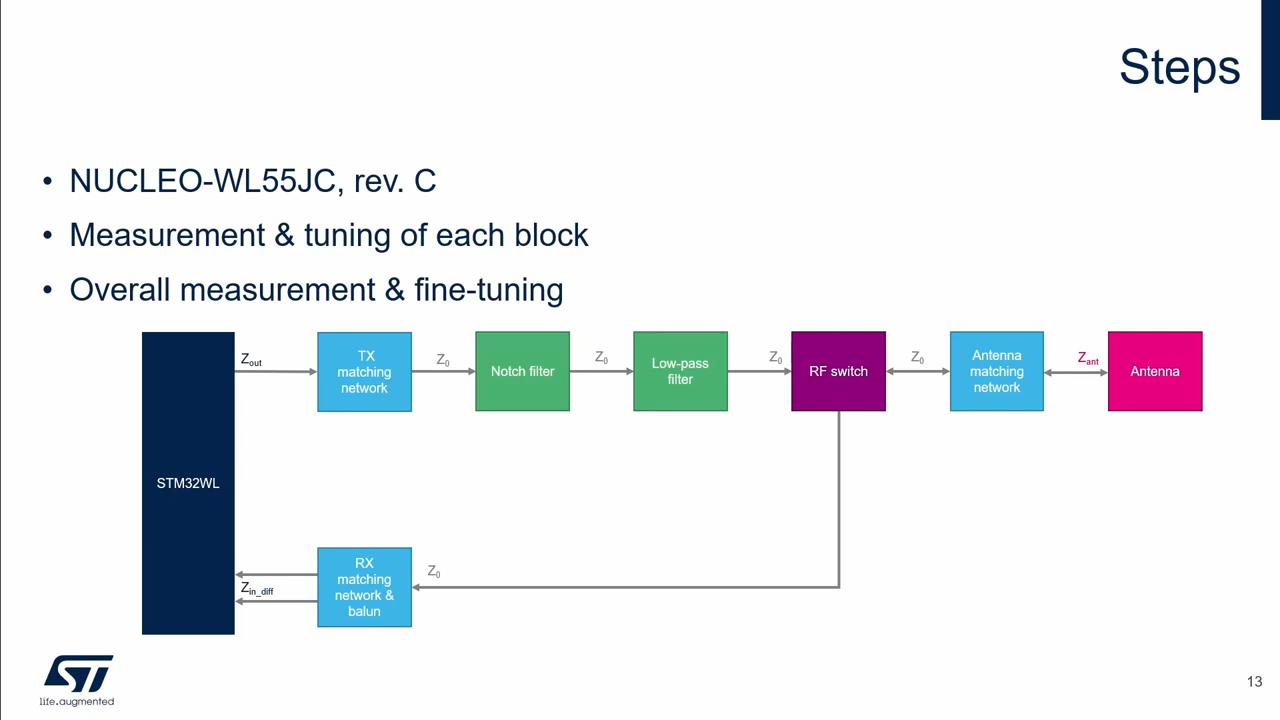 Steps
• NUCLEO-WL55JC, rev. C
• Measurement & tuning of each block
• Overall measurement & fine-tuning
STM32WL
Zout
TX
matching
network
Z0
Notch filter
Z0
Low-pass
filter
Z0
RF switch
Z0
Antenna
matching
network
Zant
Antenna
Zin_diff
RX
matching
network &
balun
Z0
ST
life.augmented
13